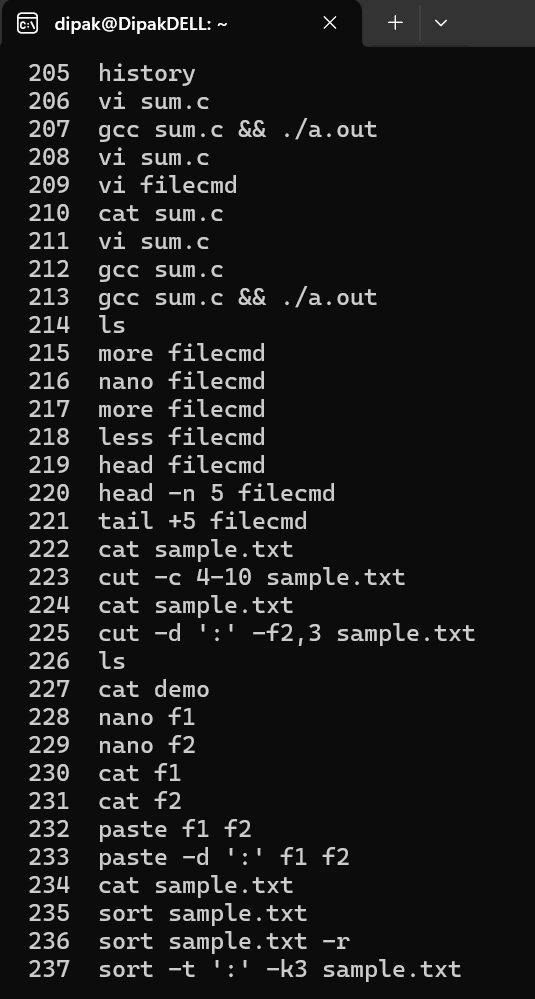 dipak@DipakDELL: ~
205 history
206 vi sum.c
207 gcc sum.c && ./a.out
208 vi sum.c
209 vi filecmd
210 cat sum.c
211 vi sum.c
212 gcc sum.c
213 gcc sum.c && ./a.out
214 ls
215 more filecmd
216 nano filecmd
217 more filecmd
218 less filecmd
219 head filecmd
220 head -n 5 filecmd
221 tail +5 filecmd
222 cat sample.txt
223 cut -c 4-10 sample.txt
224 cat sample.txt
225 cut -d ':' -f2,3 sample.txt
226 ls
227 cat demo
228 nano f1
229 nano f2
230 cat f1
231 cat f2
232 paste f1 f2
233 paste -d ':' f1 f2
234 cat sample.txt
235 sort sample.txt
236 sort sample.txt -r
237 sort -t ':' -k3 sample.txt